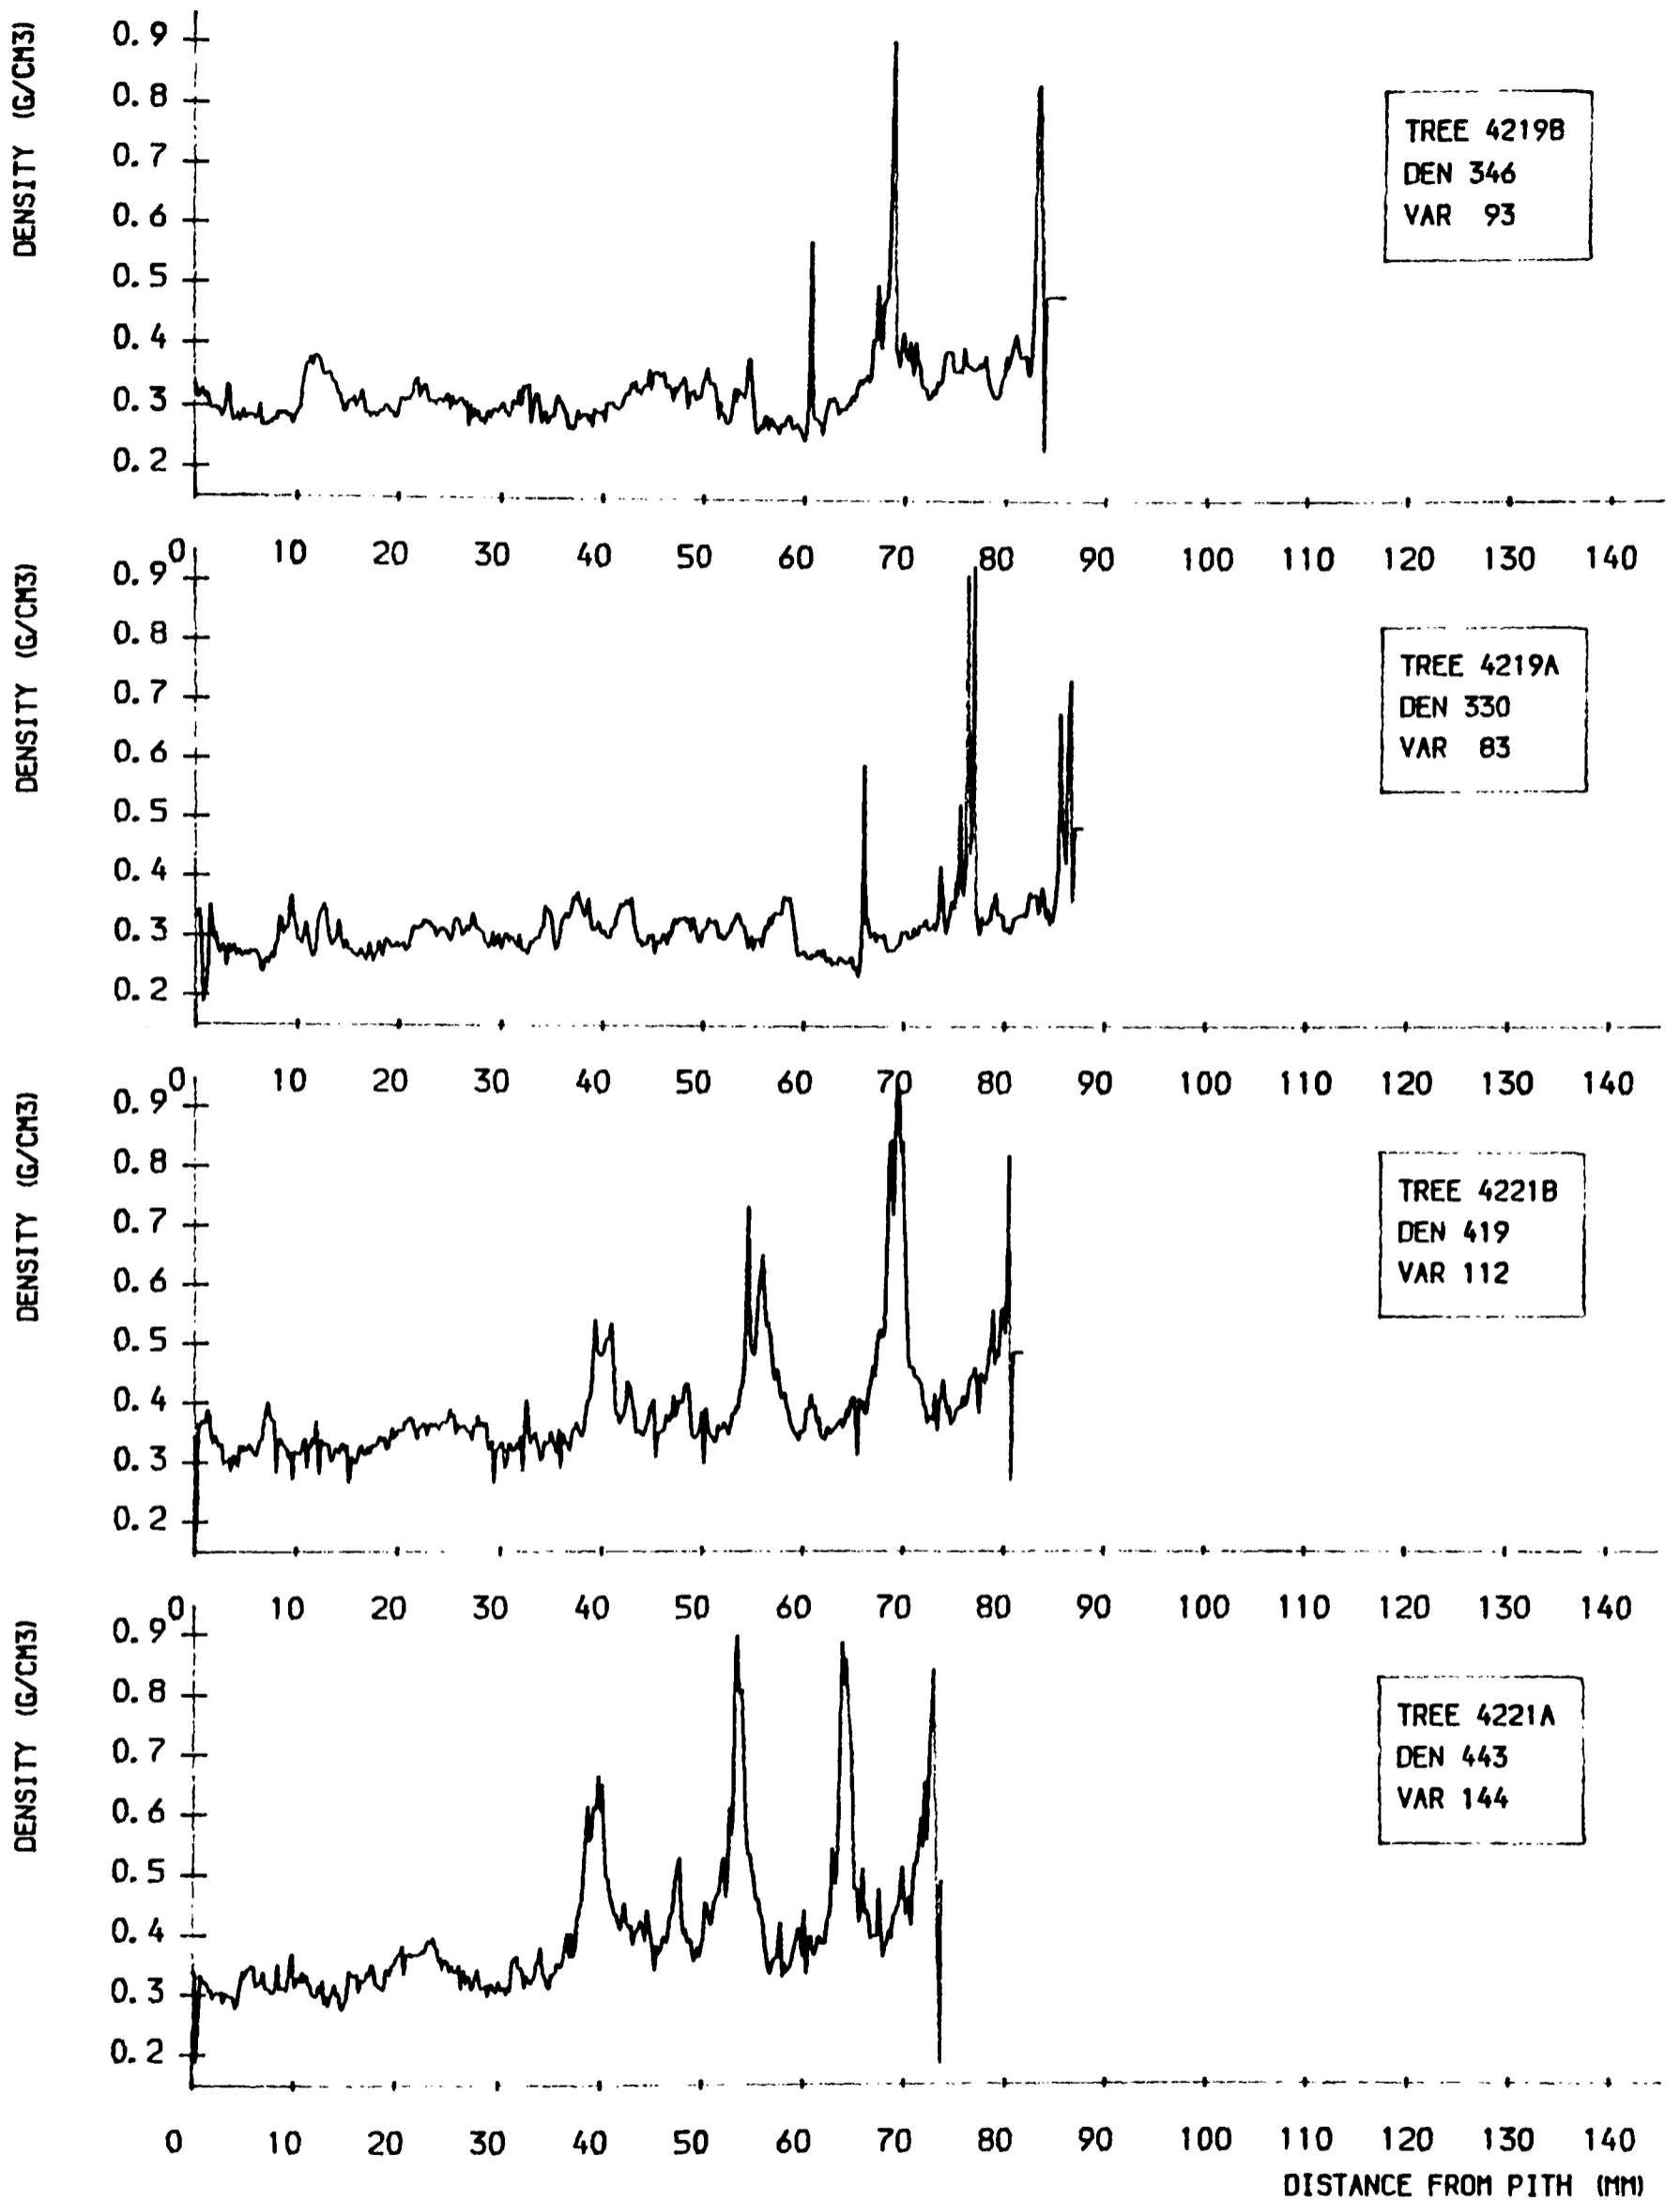 DENSITY (G/CM3)
0.9
0.8
0.7
0.6
0.5
0.4
0.3
0.2
TREE 4219B
DEN 346
VAR 93
0 10 20 30 40 50 60 70 80 90 100 110 120 130 140
DENSITY (G/CM3)
0.9
0.8
0.7
0.6
0.5
0.4
0.3
0.2
TREE 4219A
DEN 330
VAR 83
0 10 20 30 40 50 60 70 80 90 100 110 120 130 140
DENSITY (G/CM3)
0.9
0.8
0.7
0.6
0.5
0.4
0.3
0.2
TREE 4221B
DEN 419
VAR 112
0 10 20 30 40 50 60 70 80 90 100 110 120 130 140
DENSITY (G/CM3)
0.9
0.8
0.7
0.6
0.5
0.4
0.3
0.2
TREE 4221A
DEN 443
VAR 144
0 10 20 30 40 50 60 70 80 90 100 110 120 130 140
DISTANCE FROM PITH (MM)